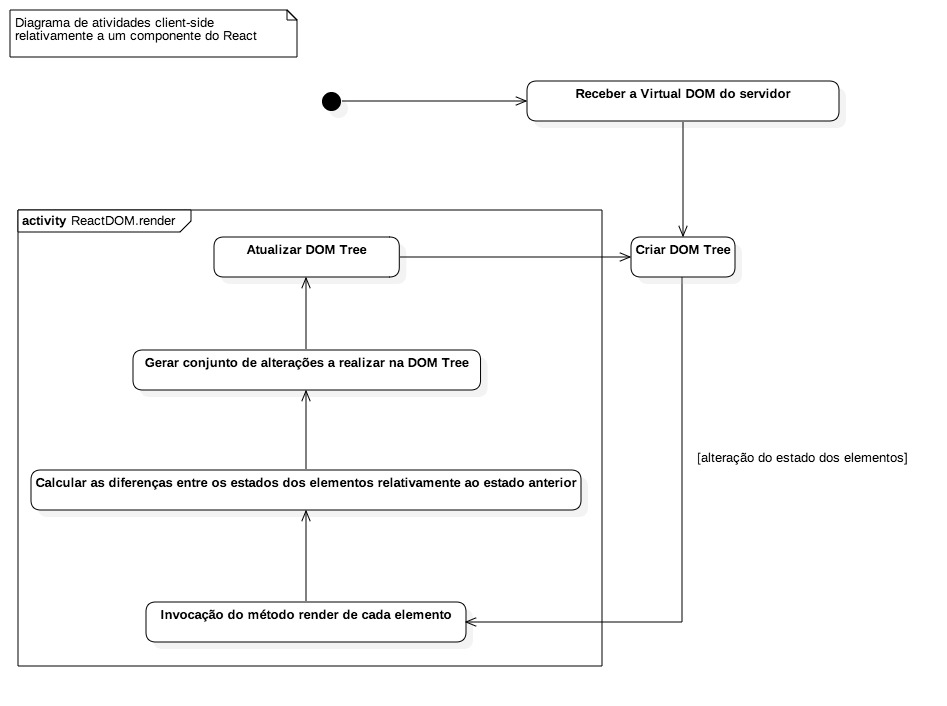 Diagrama de atividades client-side
relativamente a um componente do React
Receber a Virtual DOM do servidor
activity ReactDOM.render
Atualizar DOM Tree
Criar DOM Tree
Gerar conjunto de alterações a realizar na DOM Tree
[alteração do estado dos elementos]
Calcular as diferenças entre os estados dos elementos relativamente ao estado anterior
Invocação do método render de cada elemento